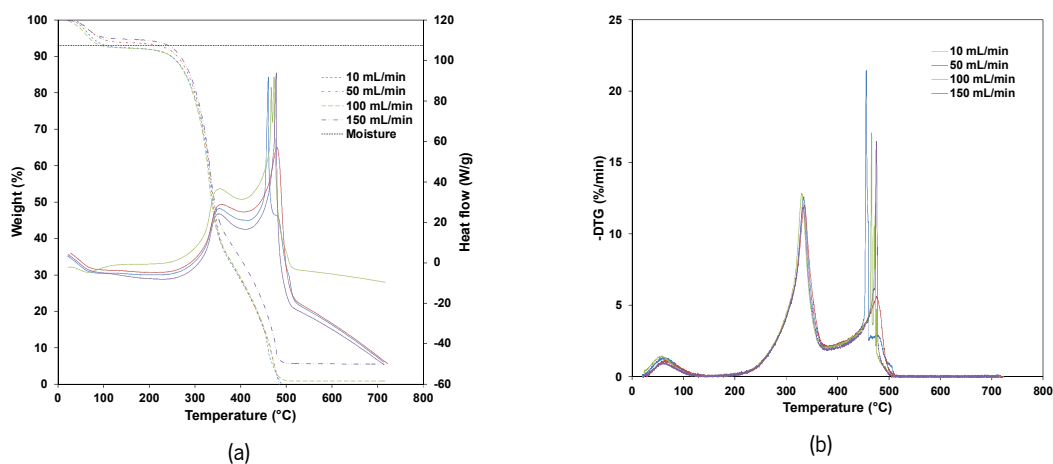 100
90
80
70
60
50
40
30
20
10
0
Weight (%)
120
100
80
60
40
20
0
-20
-40
-60
Heat flow (W/g)
10 mL/min
50 mL/min
100 mL/min
150 mL/min
Moisture
0 100 200 300 400 500 600 700 800
Temperature (°C)
(a)
25
20
15
10
5
0
-DTG (%/min)
10 mL/min
50 mL/min
100 mL/min
150 mL/min
0 100 200 300 400 500 600 700 800
Temperature (°C)
(b)